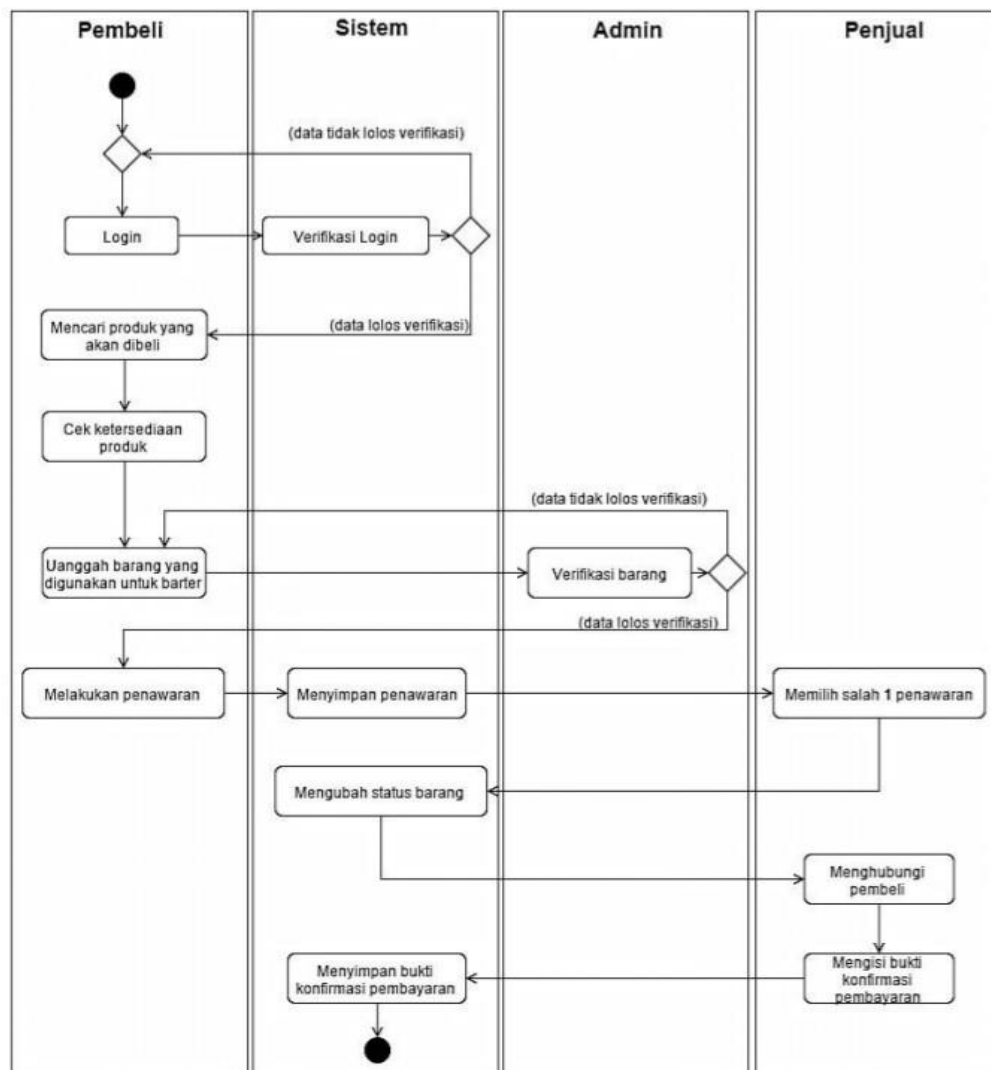 Pembeli
Sistem
Admin
Penjual
(data tidak lolos verifikasi)
Login
Verifikasi Login
(data lolos verifikasi)
Mencari produk yang
akan dibeli
Cek ketersediaan
produk
(data tidak lolos verifikasi)
Uanggah barang yang
digunakan untuk barter
Verifikasi barang
(data lolos verifikasi)
Melakukan penawaran
Menyimpan penawaran
Memilih salah 1 penawaran
Mengubah status barang
Menghubungi
pembeli
Menyimpan bukti
konfirmasi pembayaran
Mengisi bukti
konfirmasi
pembayaran